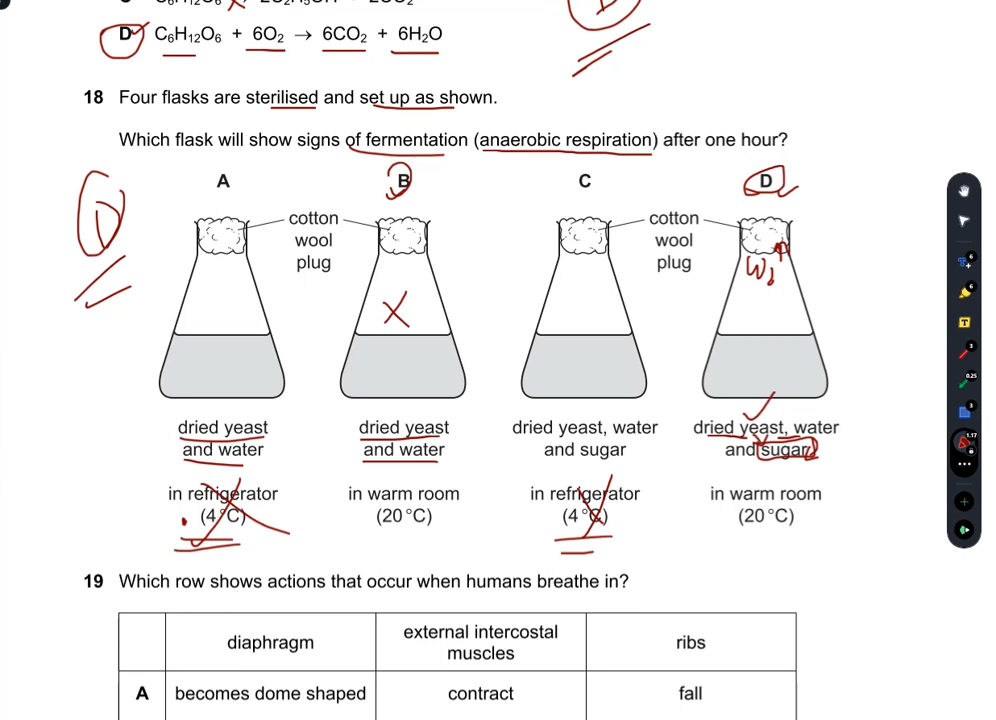 D C₆H₁₂O₆ + 6O₂ → 6CO₂ + 6H₂O
18 Four flasks are sterilised and set up as shown.
Which flask will show signs of fermentation (anaerobic respiration) after one hour?
A B C D
cotton wool plug
cotton wool plug
dried yeast and water
in refrigerator (4 °C)
dried yeast and water
in warm room (20 °C)
dried yeast, water and sugar
in refrigerator (4 °C)
dried yeast, water and sugar
in warm room (20 °C)
19 Which row shows actions that occur when humans breathe in?
diaphragm external intercostal muscles ribs
A becomes dome shaped contract fall